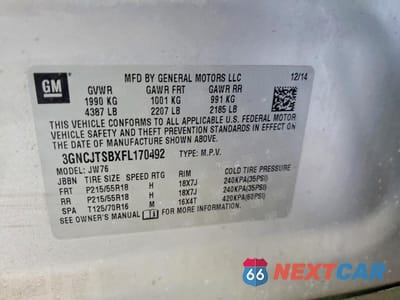 GM
MFD BY GENERAL MOTORS LLC 12/14
GVWR GAWR FRT GAWR RR
1990 KG 1001 KG 991 KG
4387 LB 2207 LB 2185 LB
THIS VEHICLE CONFORMS TO ALL APPLICABLE U.S. FEDERAL MOTOR
VEHICLE SAFETY AND THEFT PREVENTION STANDARDS IN EFFECT ON THE
DATE OF MANUFACTURE SHOWN ABOVE.
3GNCJTSBXFL170492 TYPE: M.P.V.
MODEL: JW76
JBBN TIRE SIZE SPEED RTG RIM COLD TIRE PRESSURE
FRT P215/55R18 H 18X7J 240KPA(35PSI)
RR P215/55R18 H 18X7J 240KPA(35PSI)
SPA T125/70R16 M 16X4T 420KPA(60PSI)
SEE OWNER'S MANUAL FOR MORE INFORMATION.
66 NEXTCAR